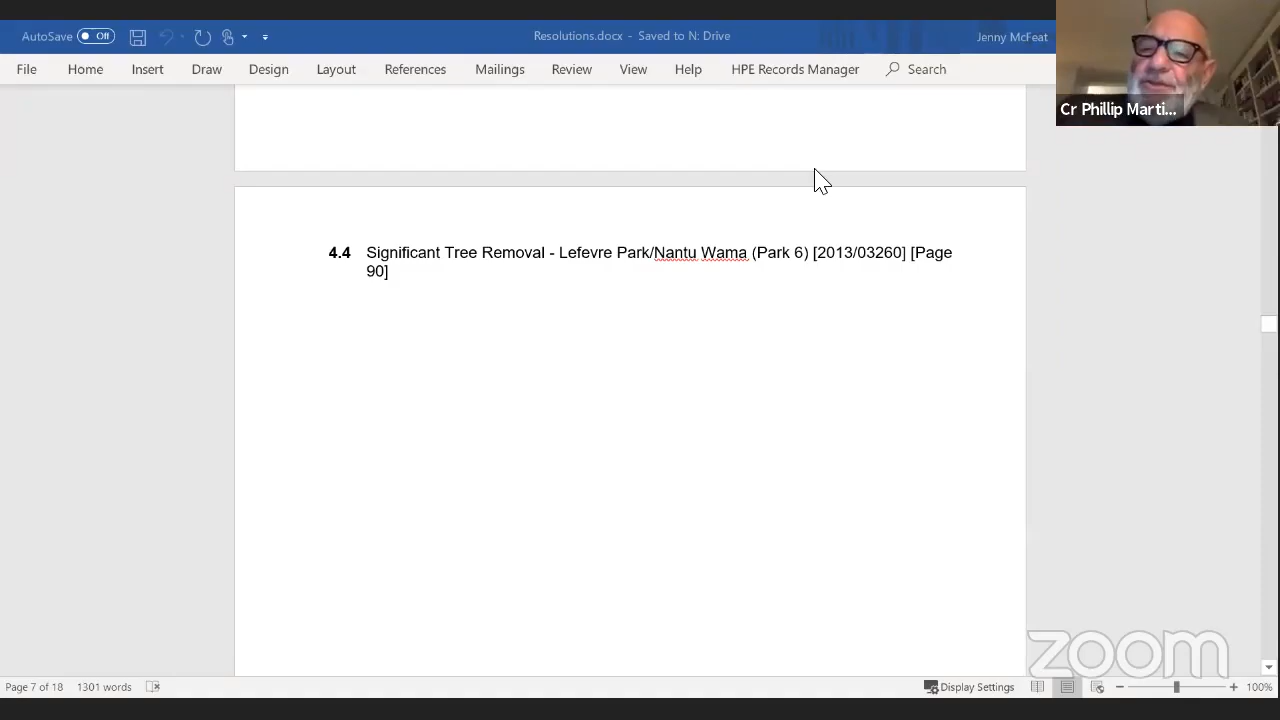 AutoSave Off
Resolutions.docx - Saved to N: Drive
Jenny McFeat
File Home Insert Draw Design Layout References Mailings Review View Help HPE Records Manager Search
Cr Phillip Marti...
4.4 Significant Tree Removal - Lefevre Park/Nantu Wama (Park 6) [2013/03260] [Page
90]
zoom
Page 7 of 18 1301 words Display Settings 100%